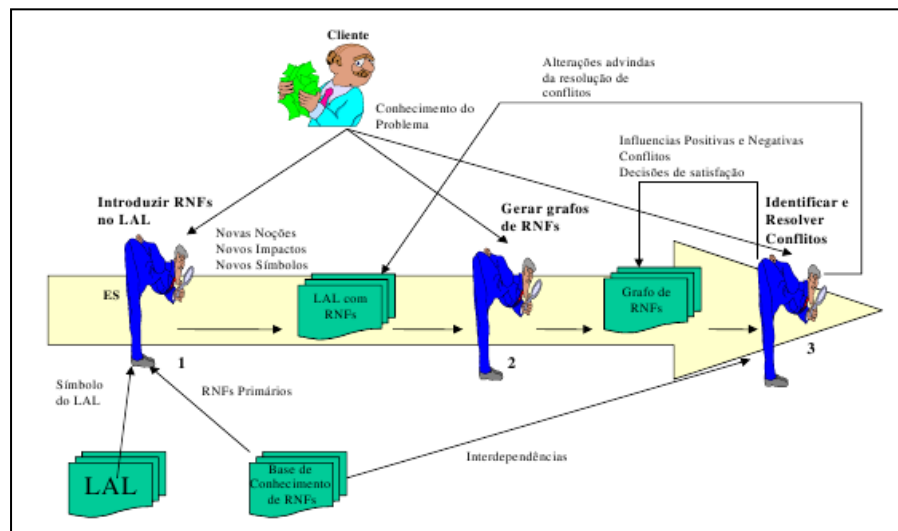 Cliente
Alterações advindas
da resolução de
conflitos
Conhecimento do
Problema
Influencias Positivas e Negativas
Conflitos
Decisões de satisfação
Introduzir RNFs
no LAL
Novas Noções
Novos Impactos
Novos Símbolos
Gerar grafos
de RNFs
Identificar e
Resolver
Conflitos
ES
LAL com
RNFs
Grafo de
RNFs
1
2
3
Símbolo
do LAL
RNFs Primários
LAL
Base de
Conhecimento
de RNFs
Interdependências